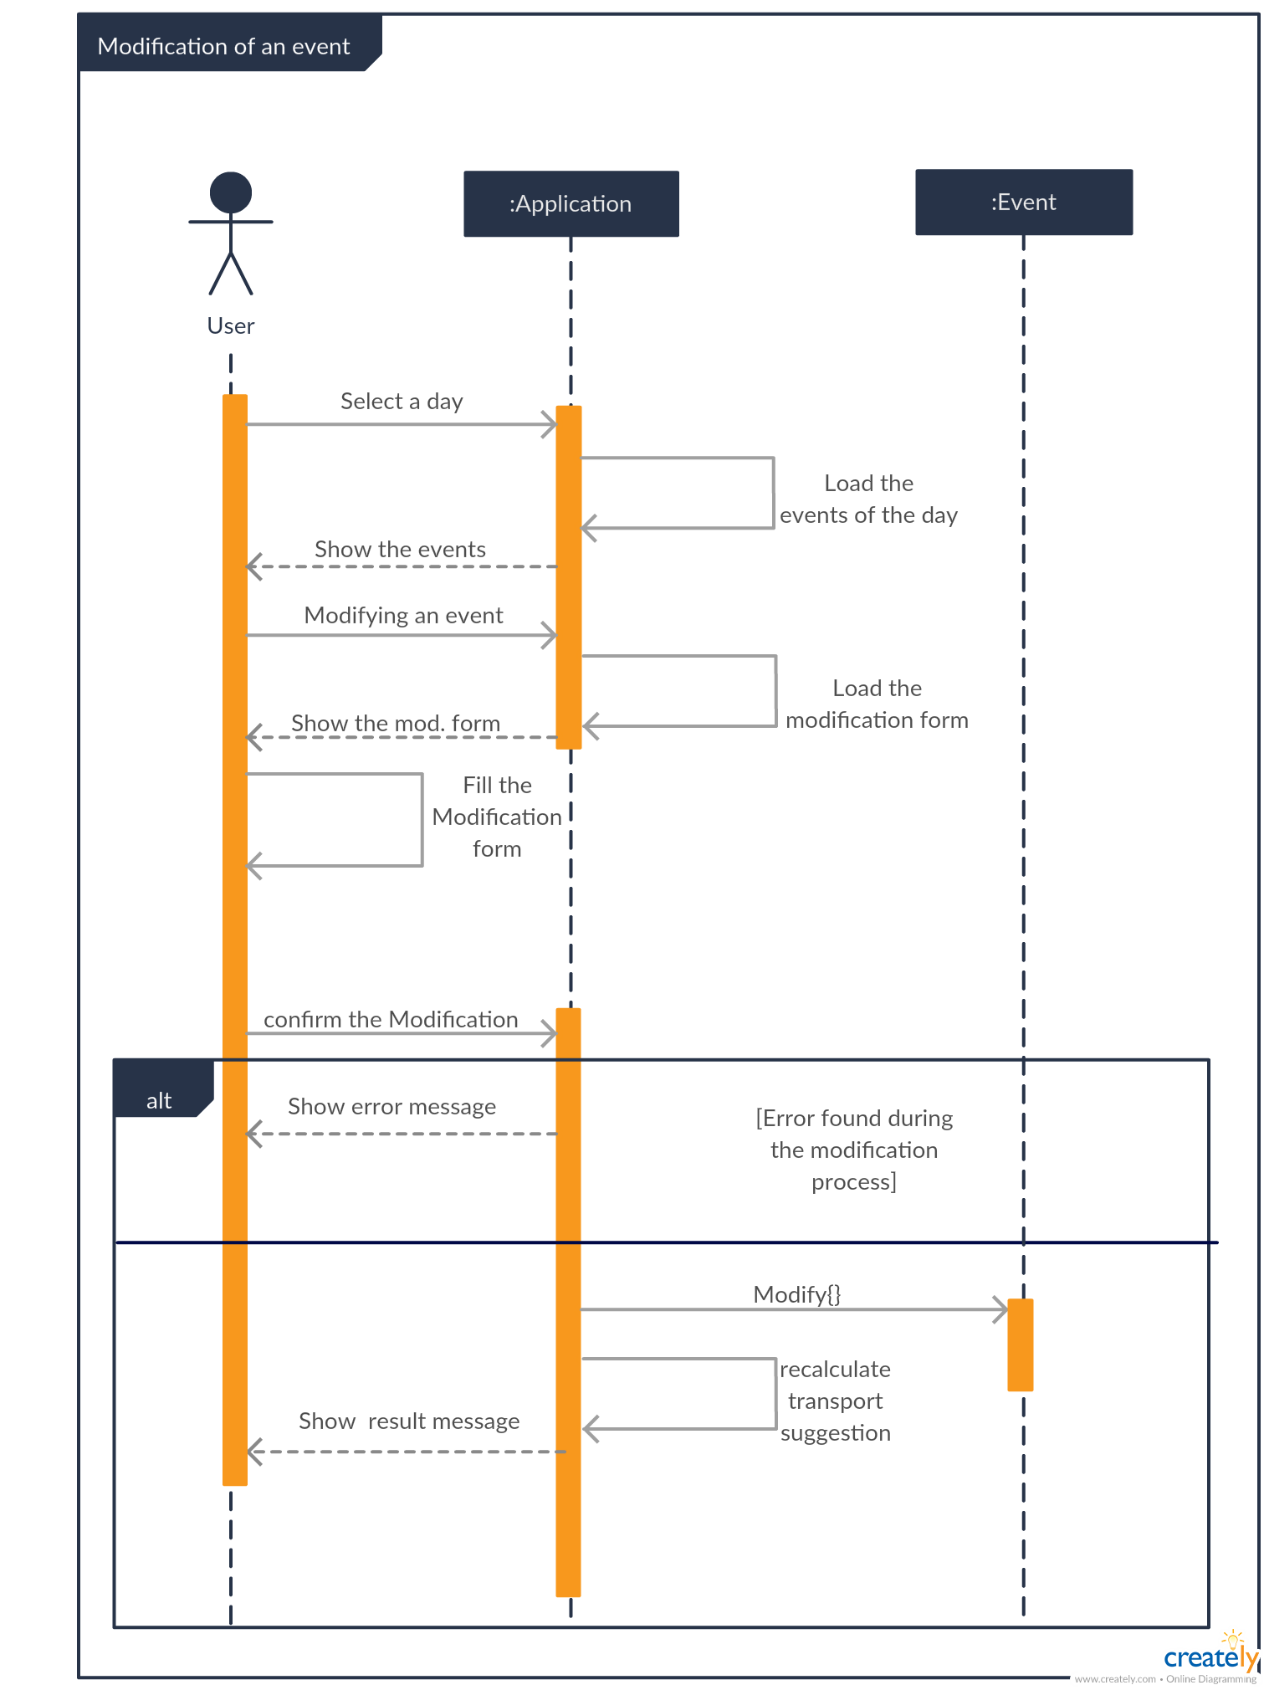 Modification of an event
:Application
:Event
User
Select a day
Load the
events of the day
Show the events
Modifying an event
Load the
modification form
Show the mod. form
Fill the
Modification
form
confirm the Modification
alt
Show error message
[Error found during
the modification
process]
Modify{}
recalculate
transport
suggestion
Show  result message
creately
www.creately.com • Online Diagramming